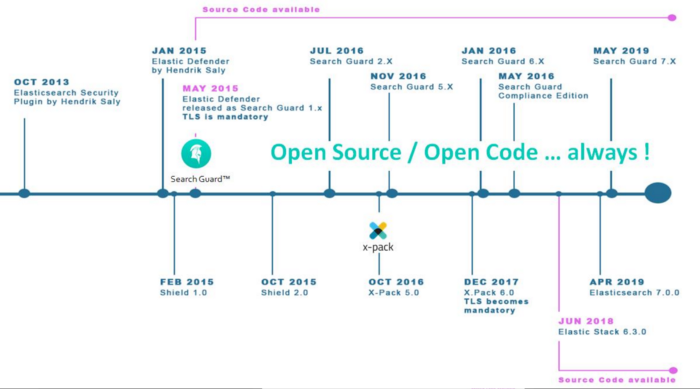 Source Code available
JAN 2015
Elastic Defender
by Hendrik Saly
JUL 2016
Search Guard 2.X
JAN 2016
Search Guard 6.X
MAY 2019
Search Guard 7.X
OCT 2013
Elasticsearch Security
Plugin by Hendrik Saly
MAY 2015
Elastic Defender
released as Search Guard 1.x
TLS is mandatory
NOV 2016
Search Guard 5.X
MAY 2016
Search Guard
Compliance Edition
Open Source / Open Code ... always !
Search Guard™
x-pack
FEB 2015
Shield 1.0
OCT 2015
Shield 2.0
OCT 2016
X-Pack 5.0
DEC 2017
X.Pack 6.0
TLS becomes
mandatory
APR 2019
Elasticsearch 7.0.0
JUN 2018
Elastic Stack 6.3.0
Source Code available